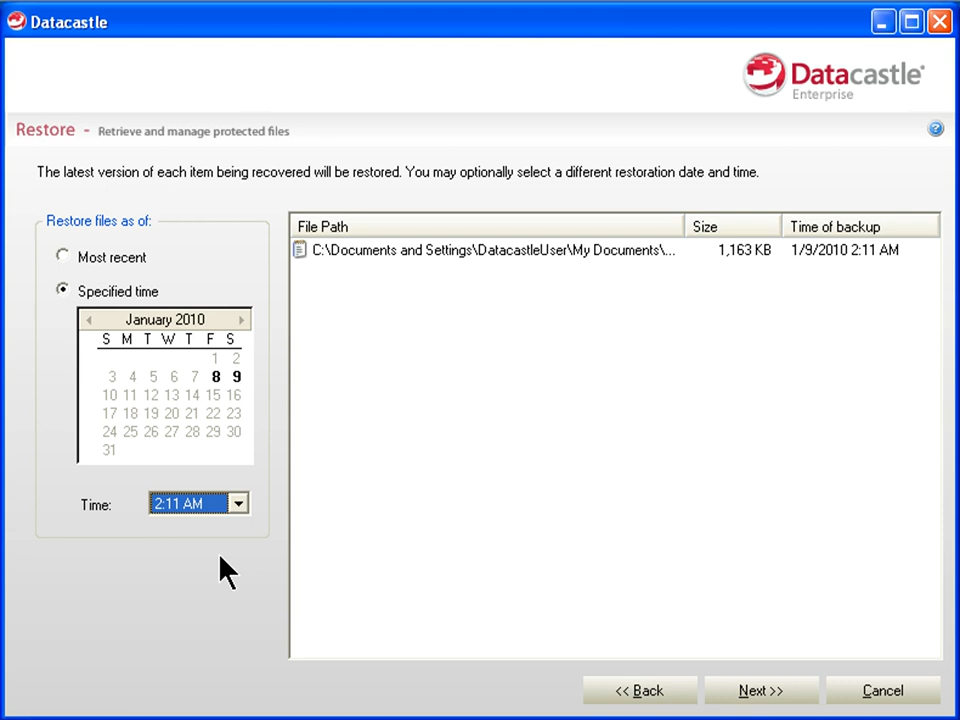 Datacastle
Datacastle
Enterprise
Restore - Retrieve and manage protected files
The latest version of each item being recovered will be restored. You may optionally select a different restoration date and time.
Restore files as of:
Most recent
Specified time
January 2010
S M T W T F S
1 2
3 4 5 6 7 8 9
10 11 12 13 14 15 16
17 18 19 20 21 22 23
24 25 26 27 28 29 30
31
Time: 2:11 AM
File Path Size Time of backup
C:\Documents and Settings\DatacastleUser\My Documents\... 1,163 KB 1/9/2010 2:11 AM
<< Back Next >> Cancel